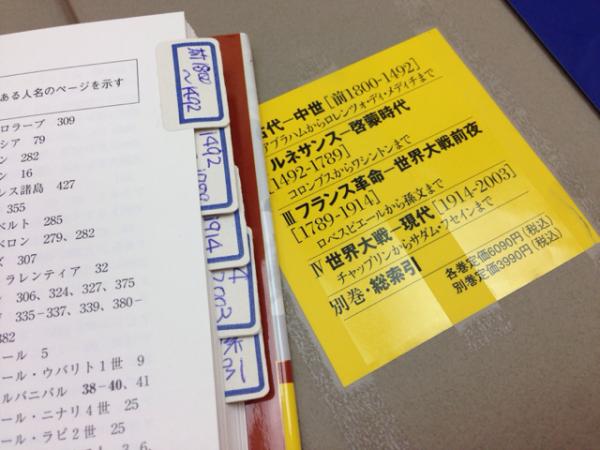 ある人名のページを示す
ロラーブ 309
シア 79
ン 282
ン 16
レス諸島 427
355
ベルト 285
ベロン 279、282
ズ 307
ラレンティア 32
306、324、327、375
335-337、339、380-
382
ール 5
ール・ウバリト1世 9
ルバニパル 38-40、41
ール・ニナリ4世 25
ール・ラビ2世 25
1、3、6、
前1800
～1492
1492
1914
2003
古代―中世[前1800-1492]
アブラハムからロレンツォ・ディ・メディチまで
ルネサンス―啓蒙時代
[1492-1789]
コロンブスからワシントンまで
III フランス革命―世界大戦前夜
[1789-1914]
ロベスピエールから孫文まで
IV 世界大戦―現代[1914-2003]
チャップリンからサダム・フセインまで
別巻・総索引
各巻定価6090円(税込)
別巻定価3990円(税込)